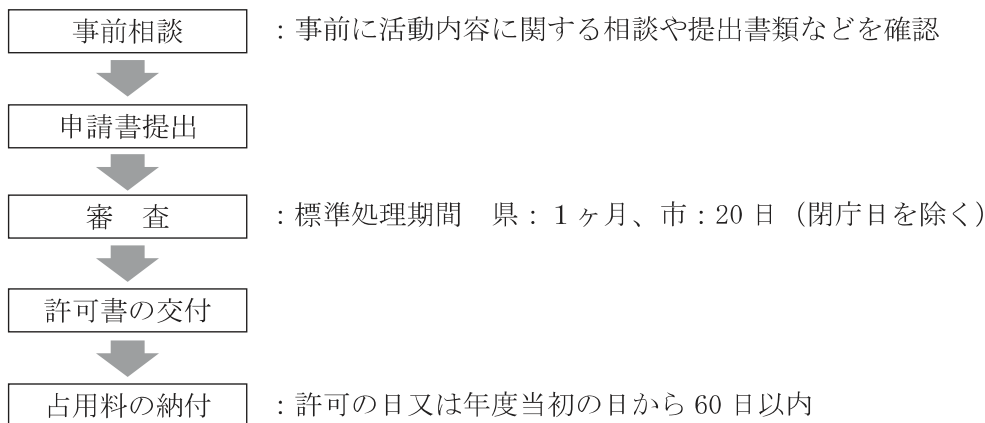 事前相談 ：事前に活動内容に関する相談や提出書類などを確認
申請書提出
審　査 ：標準処理期間　県：１ヶ月、市：20 日（閉庁日を除く）
許可書の交付
占用料の納付 ：許可の日又は年度当初の日から 60 日以内